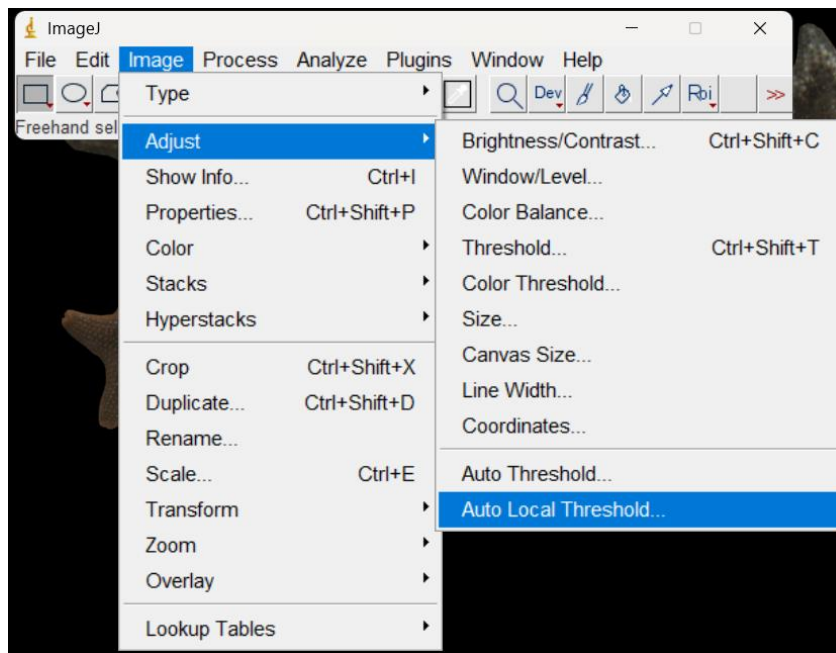 ImageJ
File Edit Image Process Analyze Plugins Window Help
Dev
Freehand sel
Type
Adjust
Show Info... Ctrl+I
Properties... Ctrl+Shift+P
Color
Stacks
Hyperstacks
Crop Ctrl+Shift+X
Duplicate... Ctrl+Shift+D
Rename...
Scale... Ctrl+E
Transform
Zoom
Overlay
Lookup Tables
Brightness/Contrast... Ctrl+Shift+C
Window/Level...
Color Balance...
Threshold... Ctrl+Shift+T
Color Threshold...
Size...
Canvas Size...
Line Width...
Coordinates...
Auto Threshold...
Auto Local Threshold...